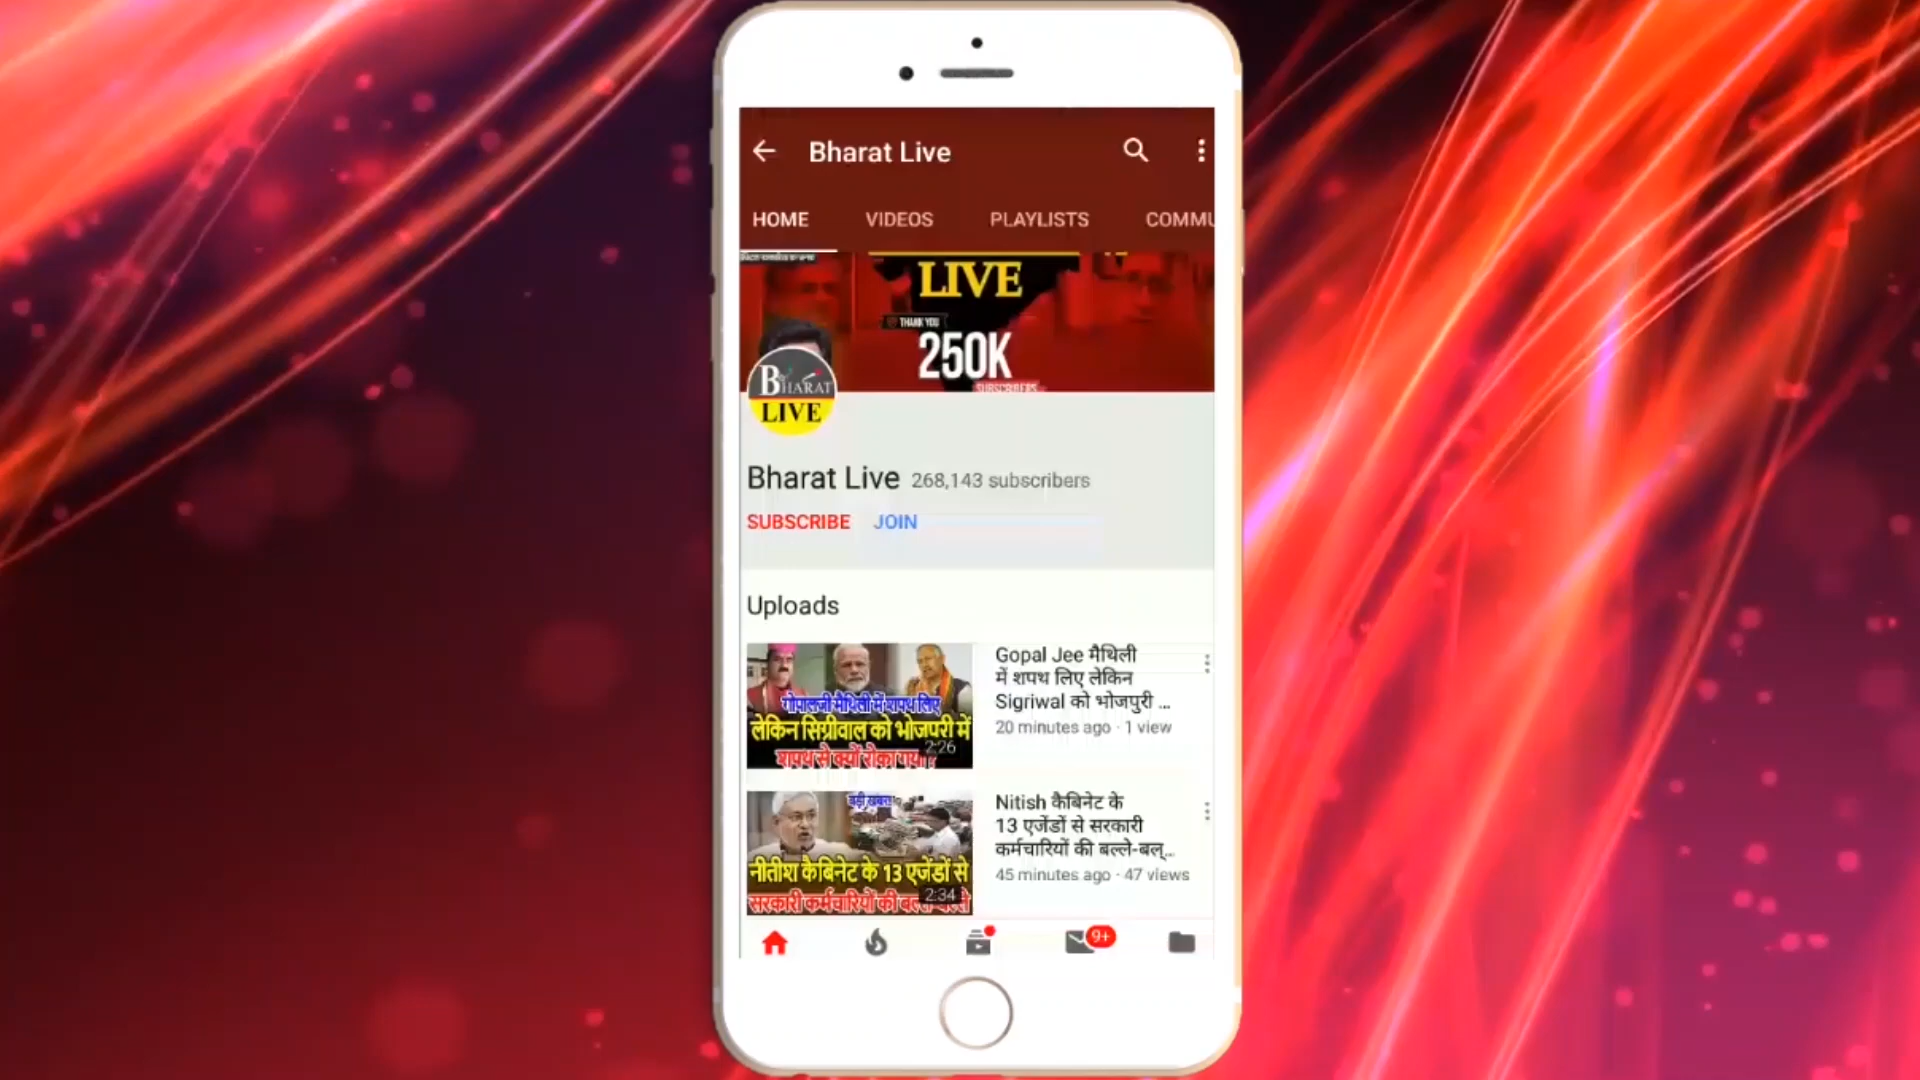 Bharat Live
HOME VIDEOS PLAYLISTS COMMU
LIVE
THANK YOU
250K
SUBSCRIBERS
BHARAT
LIVE
Bharat Live 268,143 subscribers
SUBSCRIBE JOIN
Uploads
गोपालजी मैथिली में शपथ लिए
लेकिन सिग्रीवाल को भोजपुरी में
शपथ से क्यों रोका गया?
2:26
Gopal Jee मैथिली
में शपथ लिए लेकिन
Sigriwal को भोजपुरी ...
20 minutes ago · 1 view
बड़ी खबर!
नीतीश कैबिनेट के 13 एजेंडों से
सरकारी कर्मचारियों की बल्ले-बल्ले
2:34
Nitish कैबिनेट के
13 एजेंडों से सरकारी
कर्मचारियों की बल्ले-बल्...
45 minutes ago · 47 views
9+